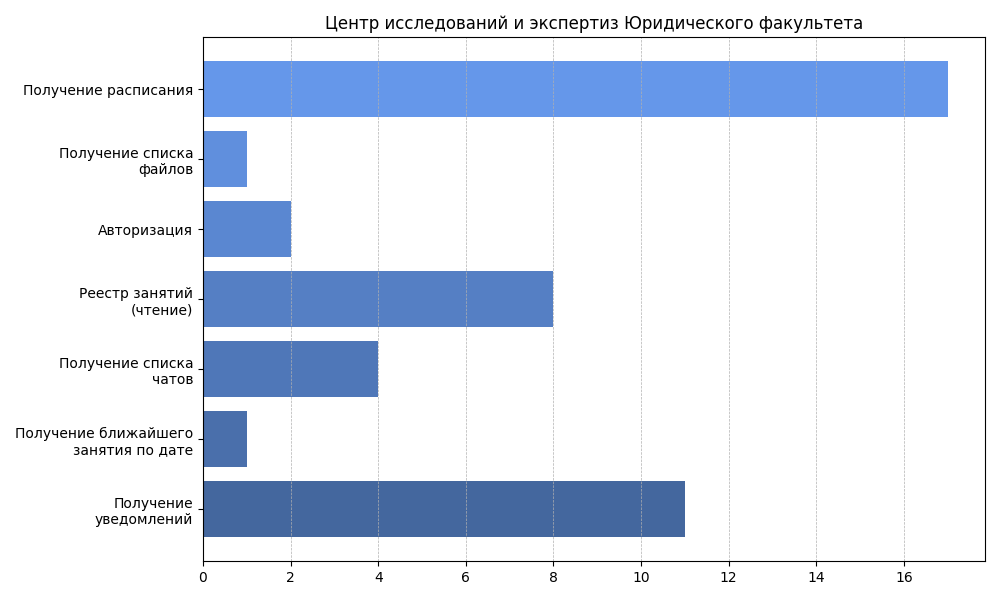 Центр исследований и экспертиз Юридического факультета
Получение расписания
Получение списка
файлов
Авторизация
Реестр занятий
(чтение)
Получение списка
чатов
Получение ближайшего
занятия по дате
Получение
уведомлений
0 2 4 6 8 10 12 14 16